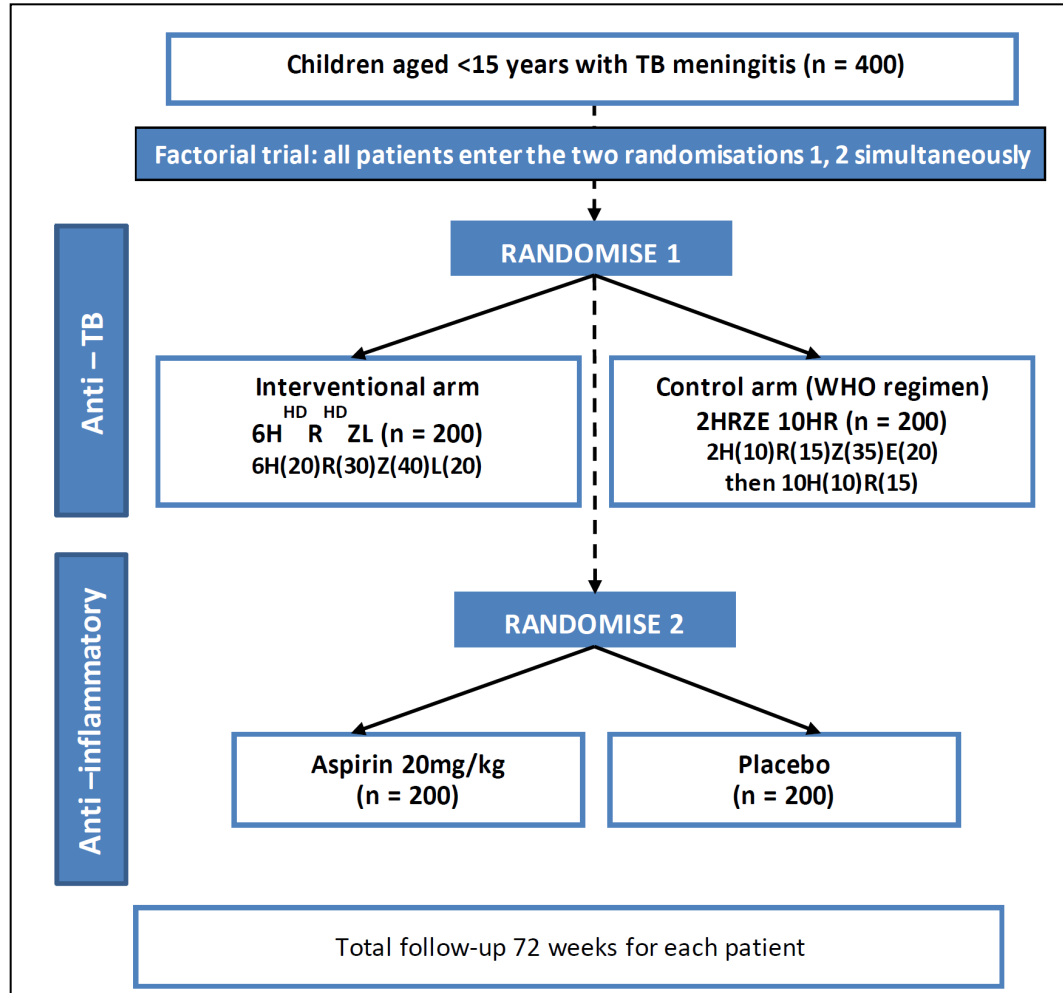 Children aged <15 years with TB meningitis (n = 400)
Factorial trial: all patients enter the two randomisations 1, 2 simultaneously
RANDOMISE 1
Anti – TB
Interventional arm
6H^HD R^HD ZL (n = 200)
6H(20)R(30)Z(40)L(20)
Control arm (WHO regimen)
2HRZE 10HR (n = 200)
2H(10)R(15)Z(35)E(20)
then 10H(10)R(15)
RANDOMISE 2
Anti –inflammatory
Aspirin 20mg/kg
(n = 200)
Placebo
(n = 200)
Total follow-up 72 weeks for each patient